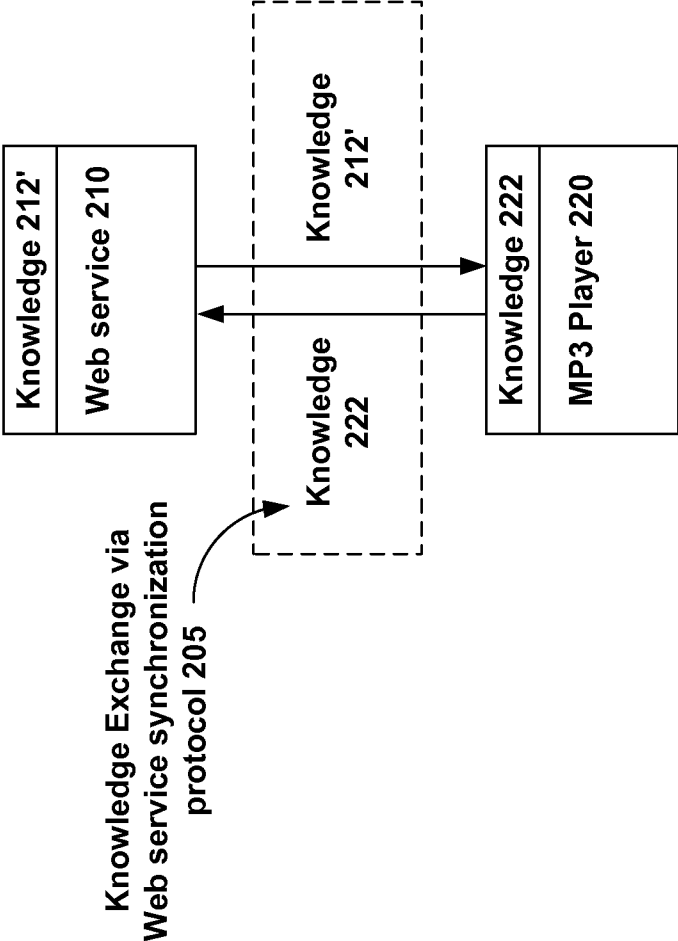 Knowledge Exchange via
Web service synchronization
protocol 205
Knowledge 212'
Web service 210
Knowledge
222
Knowledge
212'
Knowledge 222
MP3 Player 220